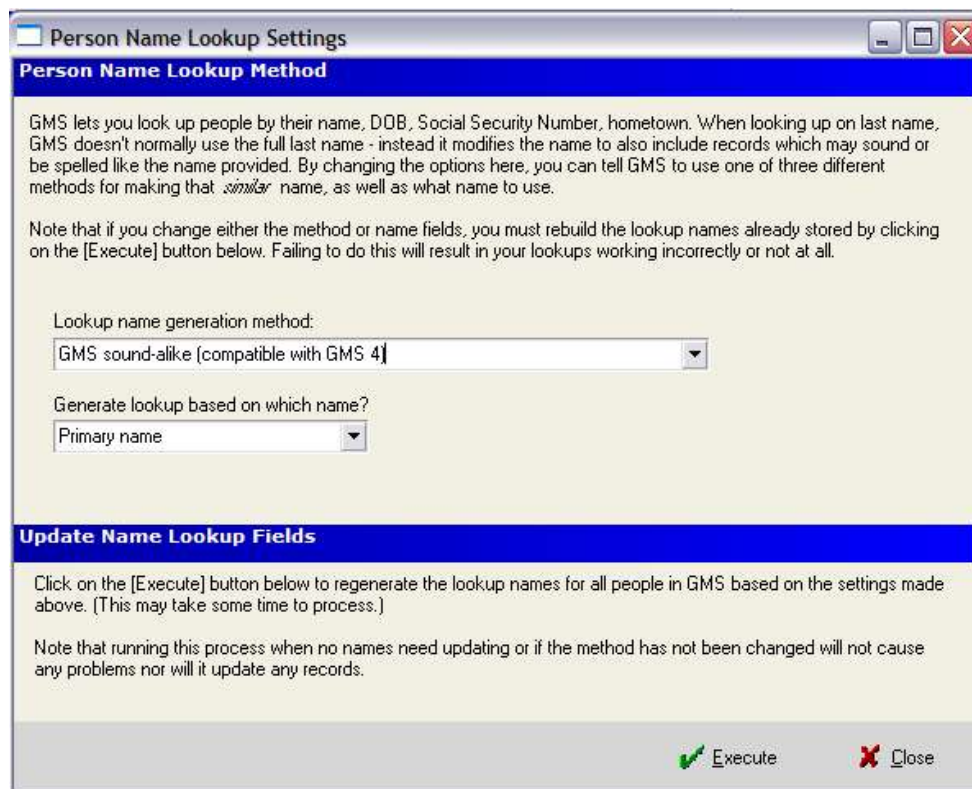 Person Name Lookup Settings
Person Name Lookup Method
GMS lets you look up people by their name, DOB, Social Security Number, hometown. When looking up on last name,
GMS doesn't normally use the full last name - instead it modifies the name to also include records which may sound or
be spelled like the name provided. By changing the options here, you can tell GMS to use one of three different
methods for making that similar name, as well as what name to use.
Note that if you change either the method or name fields, you must rebuild the lookup names already stored by clicking
on the [Execute] button below. Failing to do this will result in your lookups working incorrectly or not at all.
Lookup name generation method:
GMS sound-alike (compatible with GMS 4)
Generate lookup based on which name?
Primary name
Update Name Lookup Fields
Click on the [Execute] button below to regenerate the lookup names for all people in GMS based on the settings made
above. (This may take some time to process.)
Note that running this process when no names need updating or if the method has not been changed will not cause
any problems nor will it update any records.
Execute Close